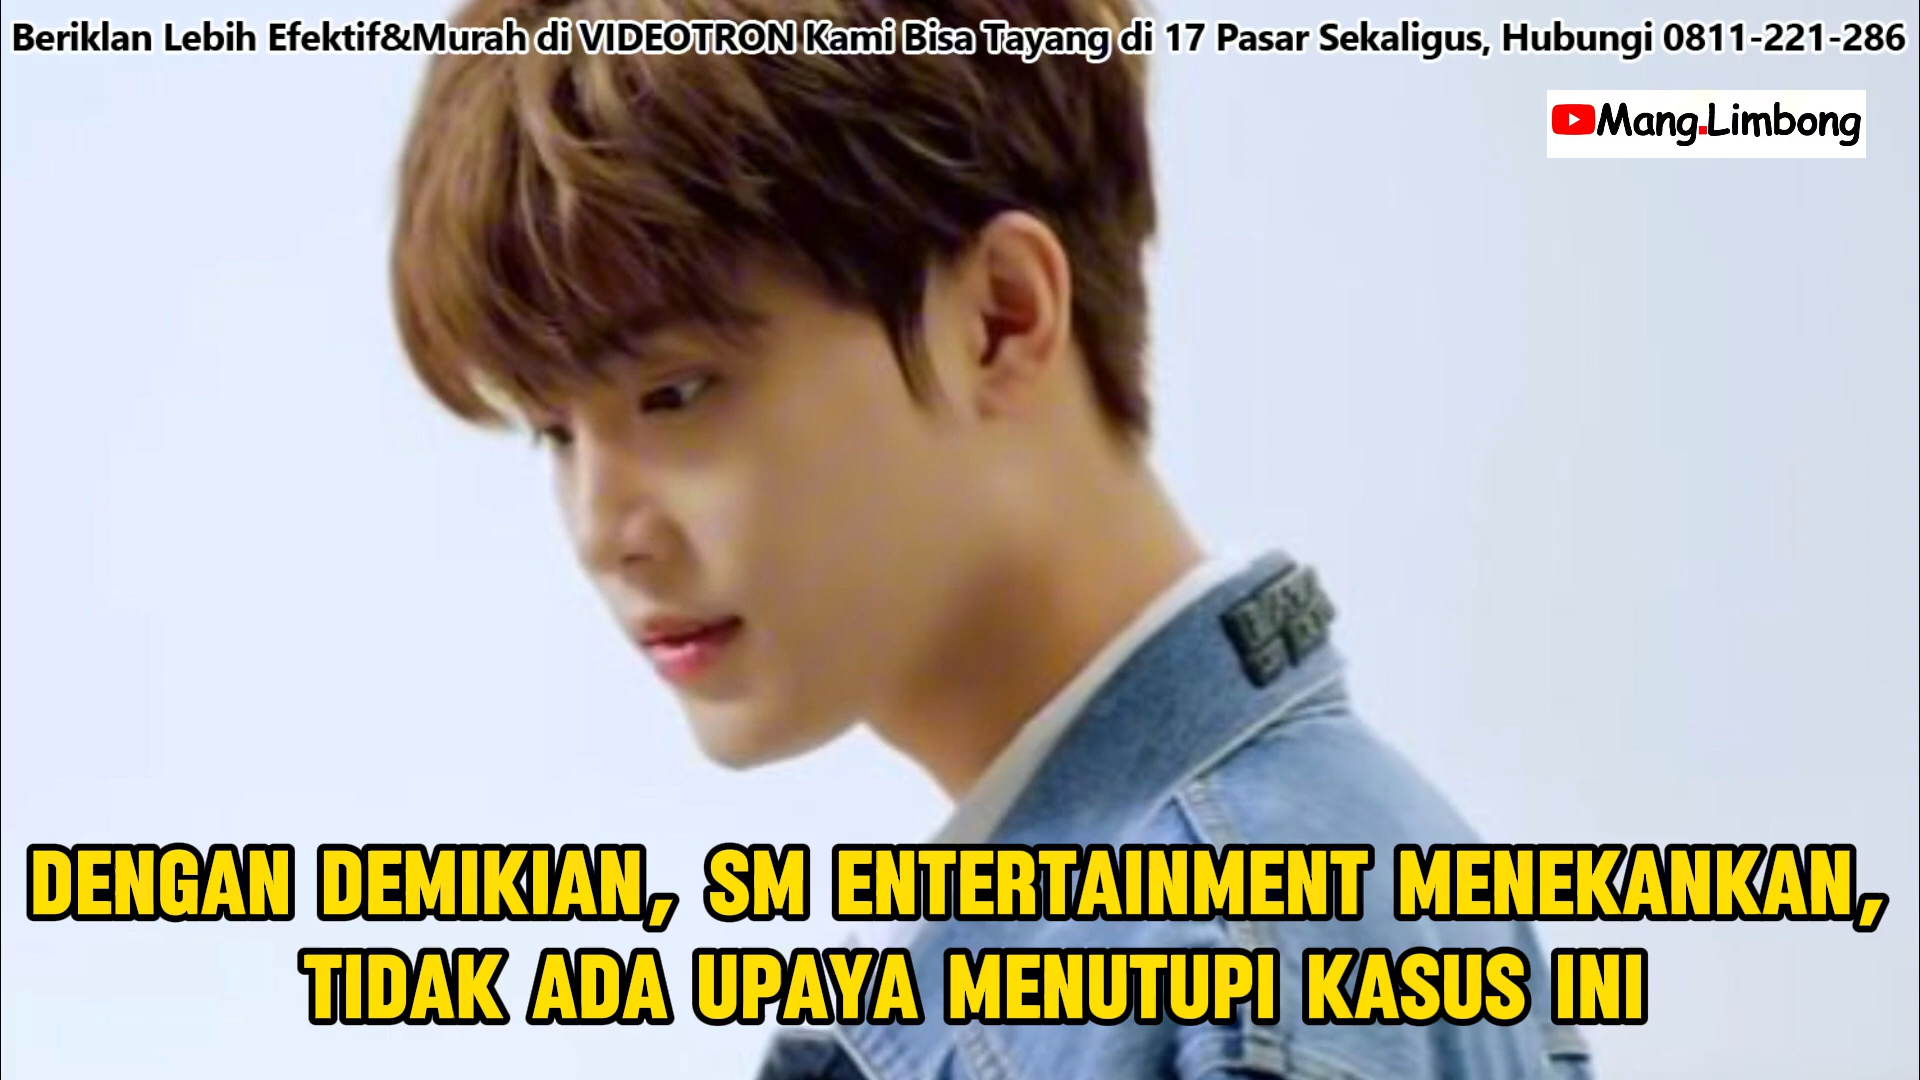 Beriklan Lebih Efektif&Murah di VIDEOTRON Kami Bisa Tayang di 17 Pasar Sekaligus, Hubungi 0811-221-286
Mang.Limbong
DENGAN DEMIKIAN, SM ENTERTAINMENT MENEKANKAN,
TIDAK ADA UPAYA MENUTUPI KASUS INI